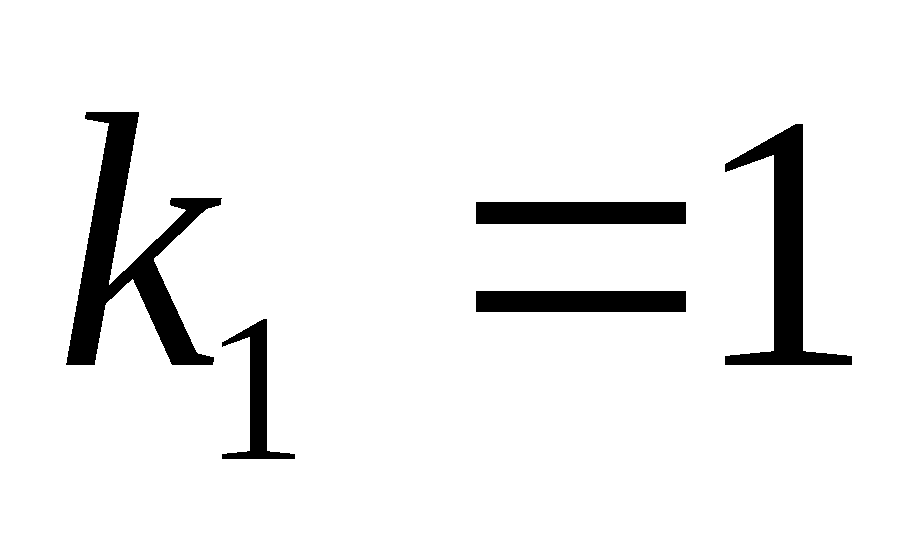 k₁ = 1